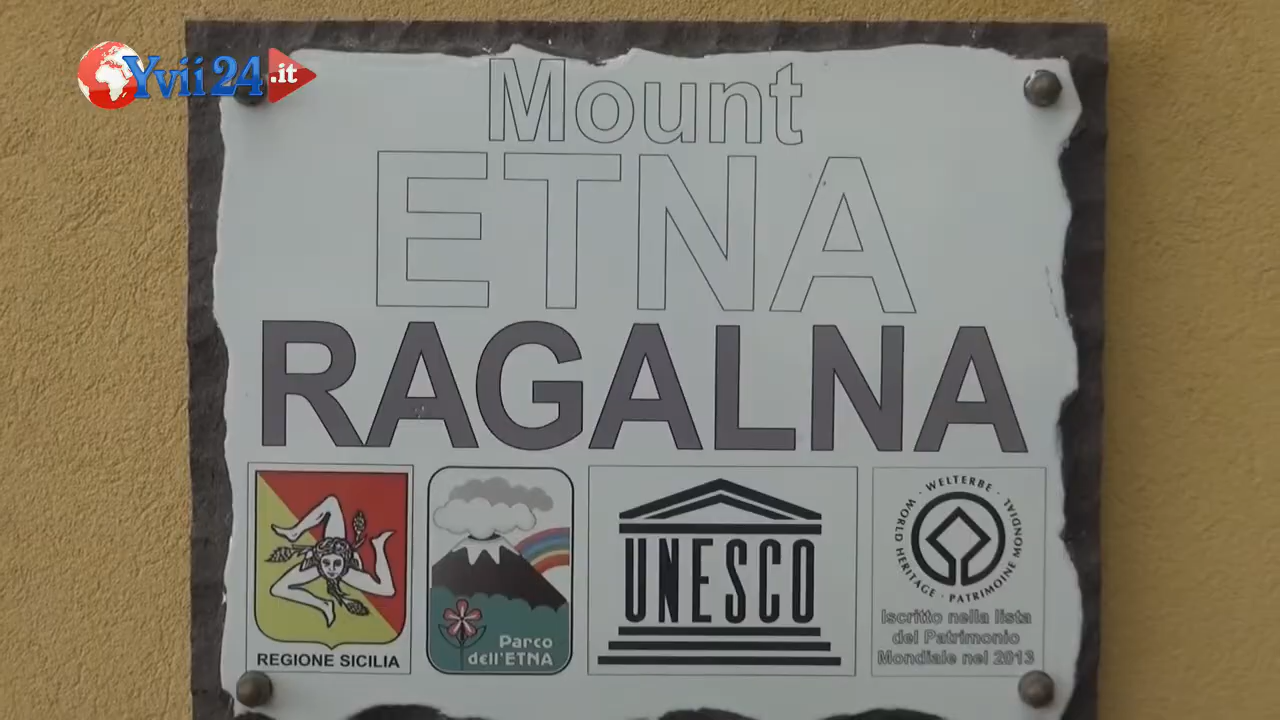 Yvii24.it
Mount
ETNA
RAGALNA
REGIONE SICILIA
Parco
dell'ETNA
UNESCO
WORLD HERITAGE · WELTERBE · PATRIMOINE MONDIAL ·
Iscritto nella lista
del Patrimonio
Mondiale nel 2013